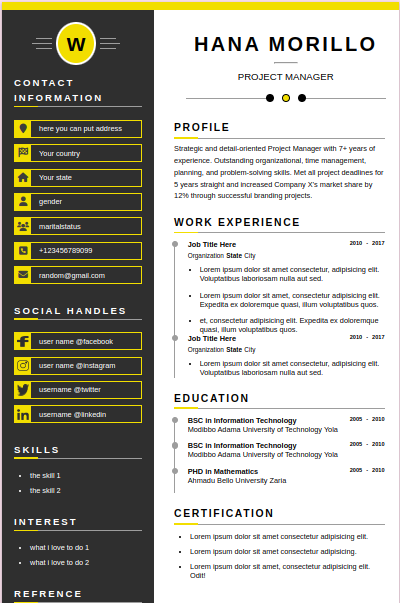 W
CONTACT
INFORMATION
here you can put address
Your country
Your state
gender
maritalstatus
+123456789099
random@gmail.com
SOCIAL HANDLES
user name @facebook
user name @instagram
username @twitter
username @linkedin
SKILLS
the skill 1
the skill 2
INTEREST
what i love to do 1
what i love to do 2
REFRENCE
HANA MORILLO
PROJECT MANAGER
PROFILE
Strategic and detail-oriented Project Manager with 7+ years of
experience. Outstanding organizational, time management,
planning, and problem-solving skills. Met all project deadlines for
5 years straight and increased Company X's market share by
12% through successful branding projects.
WORK EXPERIENCE
Job Title Here 2010 - 2017
Organization State City
Lorem ipsum dolor sit amet consectetur, adipisicing elit.
Voluptatum laboriosam nulla aut sed.
Lorem ipsum dolor sit amet, consectetur adipisicing elit.
Expedita ex doloremque quasi, illum voluptatibus quos.
et, consectetur adipisicing elit. Expedita ex doloremque
quasi, illum voluptatibus quos.
Job Title Here 2010 - 2017
Organization State City
Lorem ipsum dolor sit amet consectetur, adipisicing elit.
Voluptatum laboriosam nulla aut sed.
EDUCATION
BSC in Information Technology 2005 - 2010
Modibbo Adama University of Technology Yola
BSC in Information Technology 2005 - 2010
Modibbo Adama University of Technology Yola
PHD in Mathematics 2005 - 2010
Ahmadu Bello University Zaria
CERTIFICATION
Lorem ipsum dolor sit amet consectetur adipisicing elit.
Lorem ipsum dolor sit amet consectetur adipisicing.
Lorem ipsum dolor sit amet, consectetur adipisicing elit.
Odit!